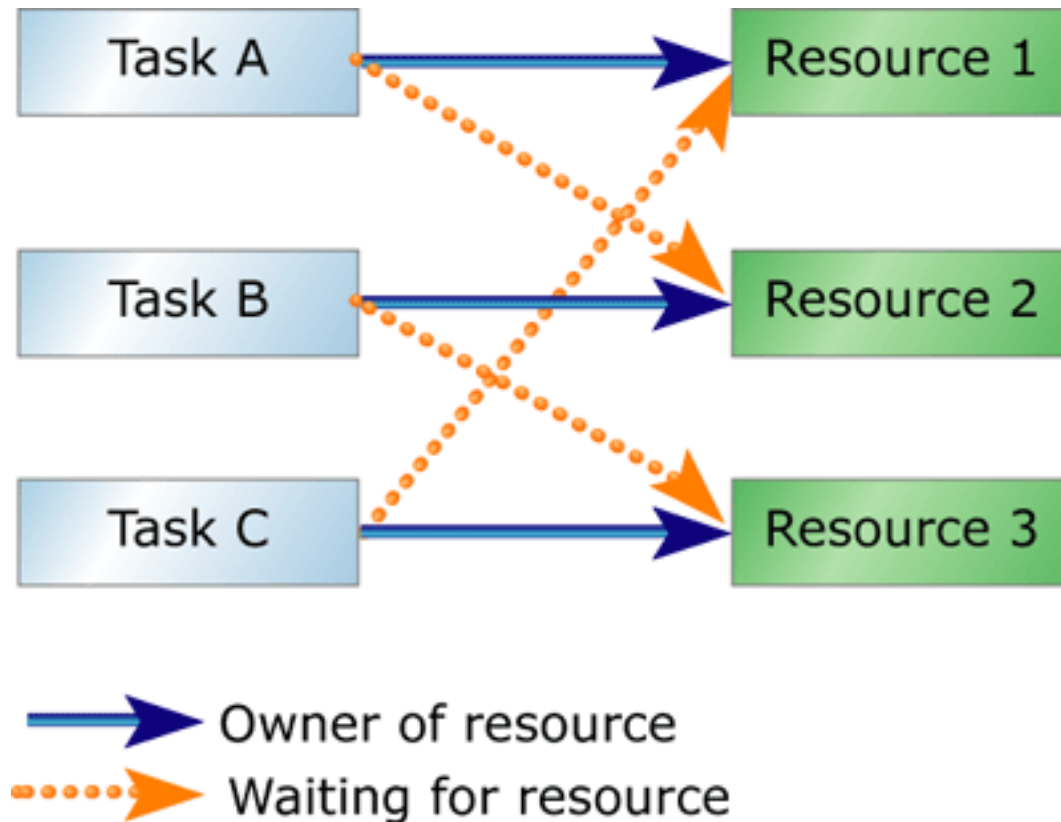 Task A
Resource 1
Task B
Resource 2
Task C
Resource 3
Owner of resource
Waiting for resource